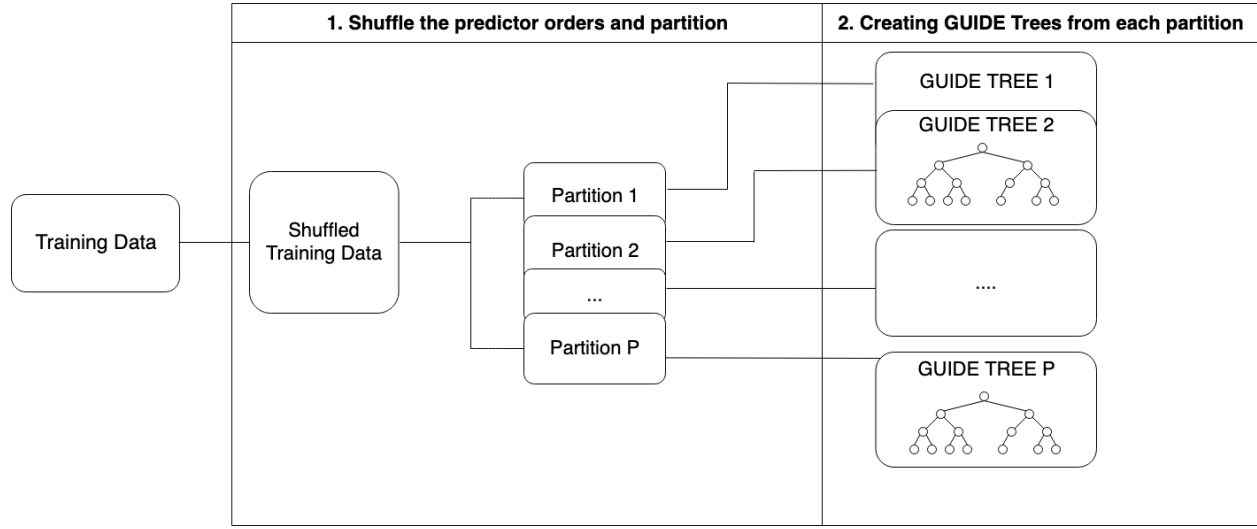 1. Shuffle the predictor orders and partition
2. Creating GUIDE Trees from each partition
Training Data
Shuffled
Training Data
Partition 1
Partition 2
...
Partition P
GUIDE TREE 1
GUIDE TREE 2
....
GUIDE TREE P